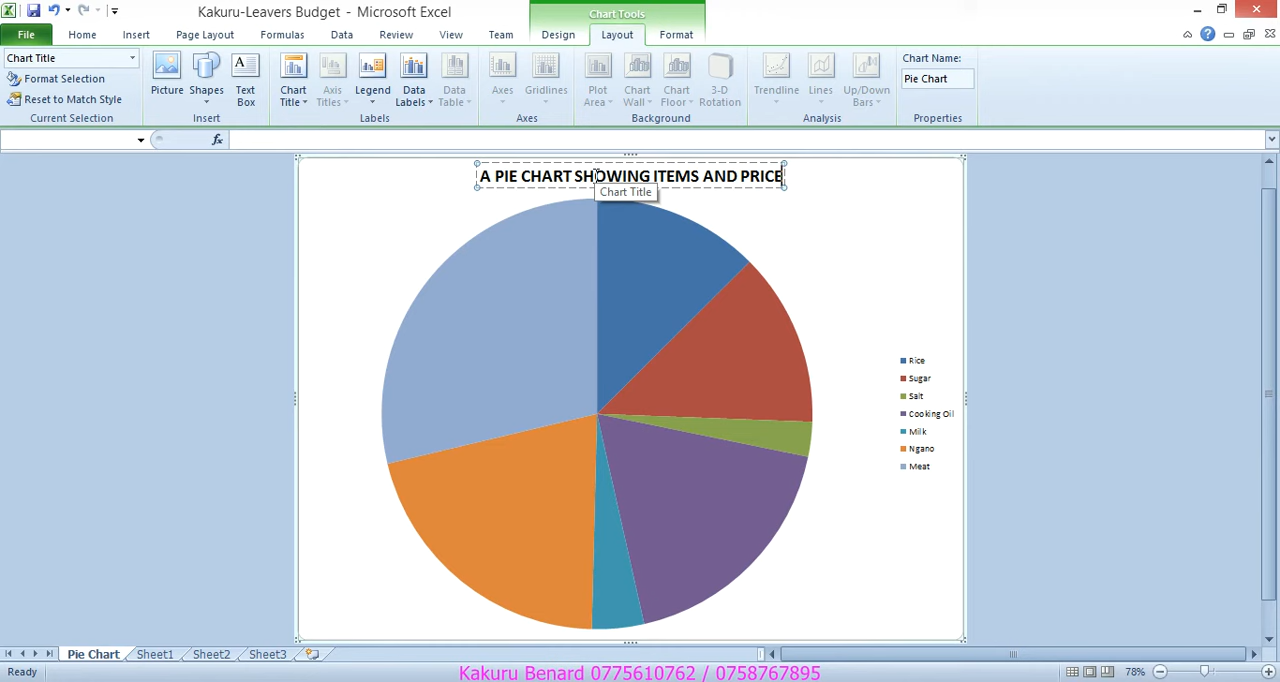 Kakuru-Leavers Budget - Microsoft Excel
Chart Tools
File Home Insert Page Layout Formulas Data Review View Team Design Layout Format
Chart Title
Format Selection
Reset to Match Style
Current Selection
Picture
Shapes
Text Box
Insert
Chart Title
Axis Titles
Legend
Data Labels
Data Table
Labels
Axes
Gridlines
Axes
Plot Area
Chart Wall
Chart Floor
3-D Rotation
Background
Trendline
Lines
Up/Down Bars
Analysis
Chart Name:
Pie Chart
Properties
fx
A PIE CHART SHOWING ITEMS AND PRICE
Chart Title
Rice
Sugar
Salt
Cooking Oil
Milk
Ngano
Meat
Pie Chart Sheet1 Sheet2 Sheet3
Ready
Kakuru Benard 0775610762 / 0758767895
78%